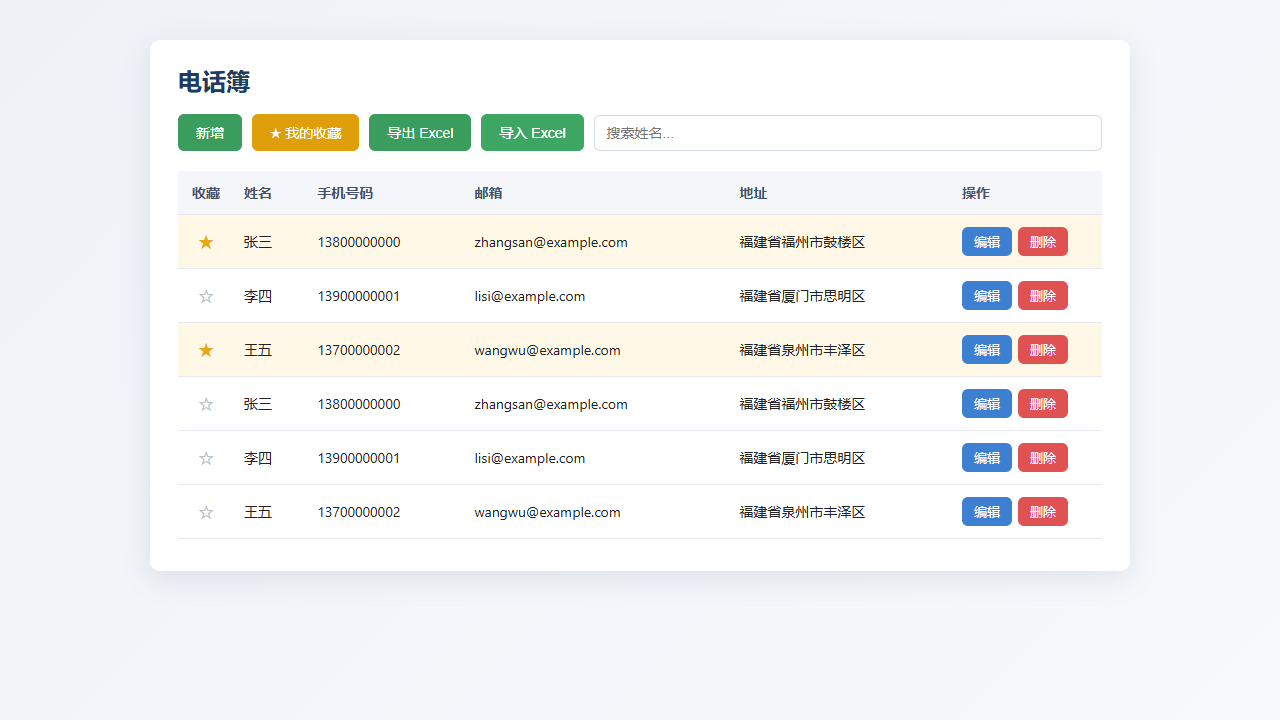 电话簿
新增 ★ 我的收藏 导出 Excel 导入 Excel 搜索姓名...
收藏 姓名 手机号码 邮箱 地址 操作
★ 张三 13800000000 zhangsan@example.com 福建省福州市鼓楼区 编辑 删除
☆ 李四 13900000001 lisi@example.com 福建省厦门市思明区 编辑 删除
★ 王五 13700000002 wangwu@example.com 福建省泉州市丰泽区 编辑 删除
☆ 张三 13800000000 zhangsan@example.com 福建省福州市鼓楼区 编辑 删除
☆ 李四 13900000001 lisi@example.com 福建省厦门市思明区 编辑 删除
☆ 王五 13700000002 wangwu@example.com 福建省泉州市丰泽区 编辑 删除